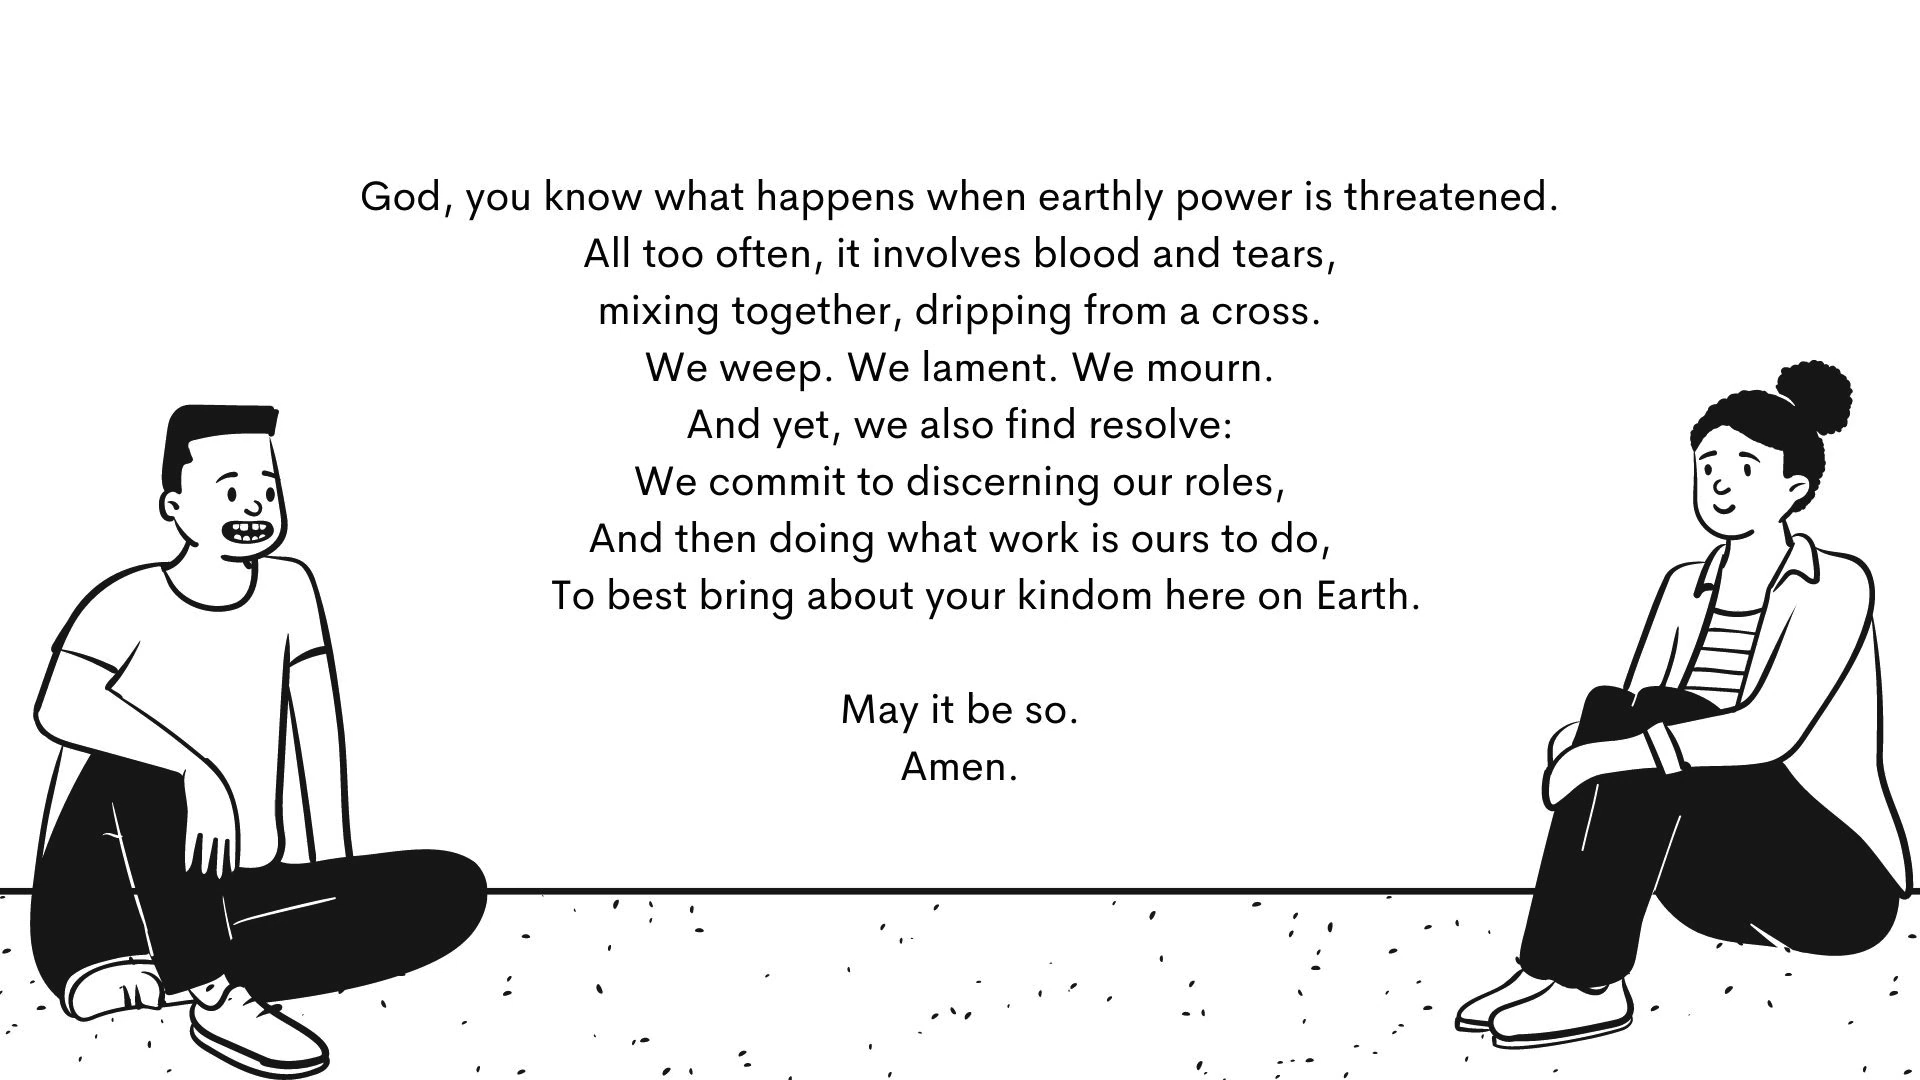 God, you know what happens when earthly power is threatened.
All too often, it involves blood and tears,
mixing together, dripping from a cross.
We weep. We lament. We mourn.
And yet, we also find resolve:
We commit to discerning our roles,
And then doing what work is ours to do,
To best bring about your kindom here on Earth.
May it be so.
Amen.